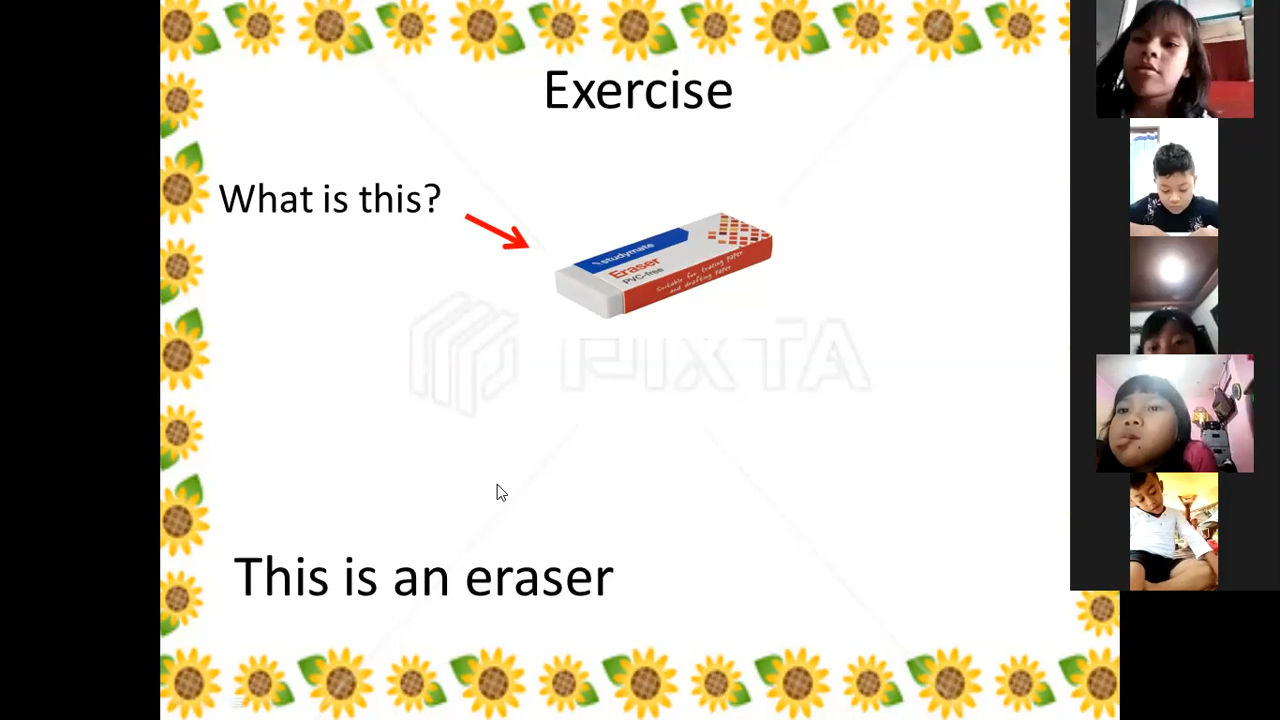 Exercise
What is this?
studymate
Eraser
PVC-free
Suitable for tracing paper
and drafting paper
PIXTA
This is an eraser